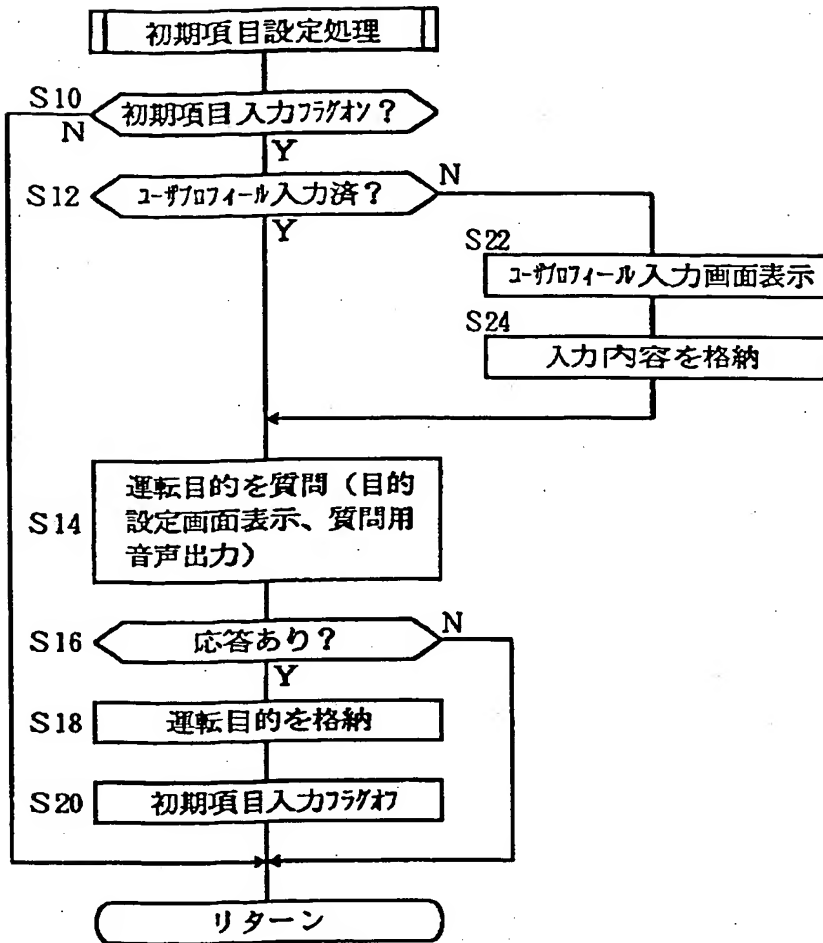 初期項目設定処理
S10
初期項目入力ﾌﾗｸﾞｵﾝ？
N
Y
S12
ﾕｰｻﾞﾌﾟﾛﾌィｰﾙ入力済？
N
Y
S22
ﾕｰｻﾞﾌﾟﾛﾌィｰﾙ入力画面表示
S24
入力内容を格納
S14
運転目的を質問（目的
設定画面表示、質問用
音声出力）
S16
応答あり？
N
Y
S18
運転目的を格納
S20
初期項目入力ﾌﾗｸﾞｵﾌ
リターン